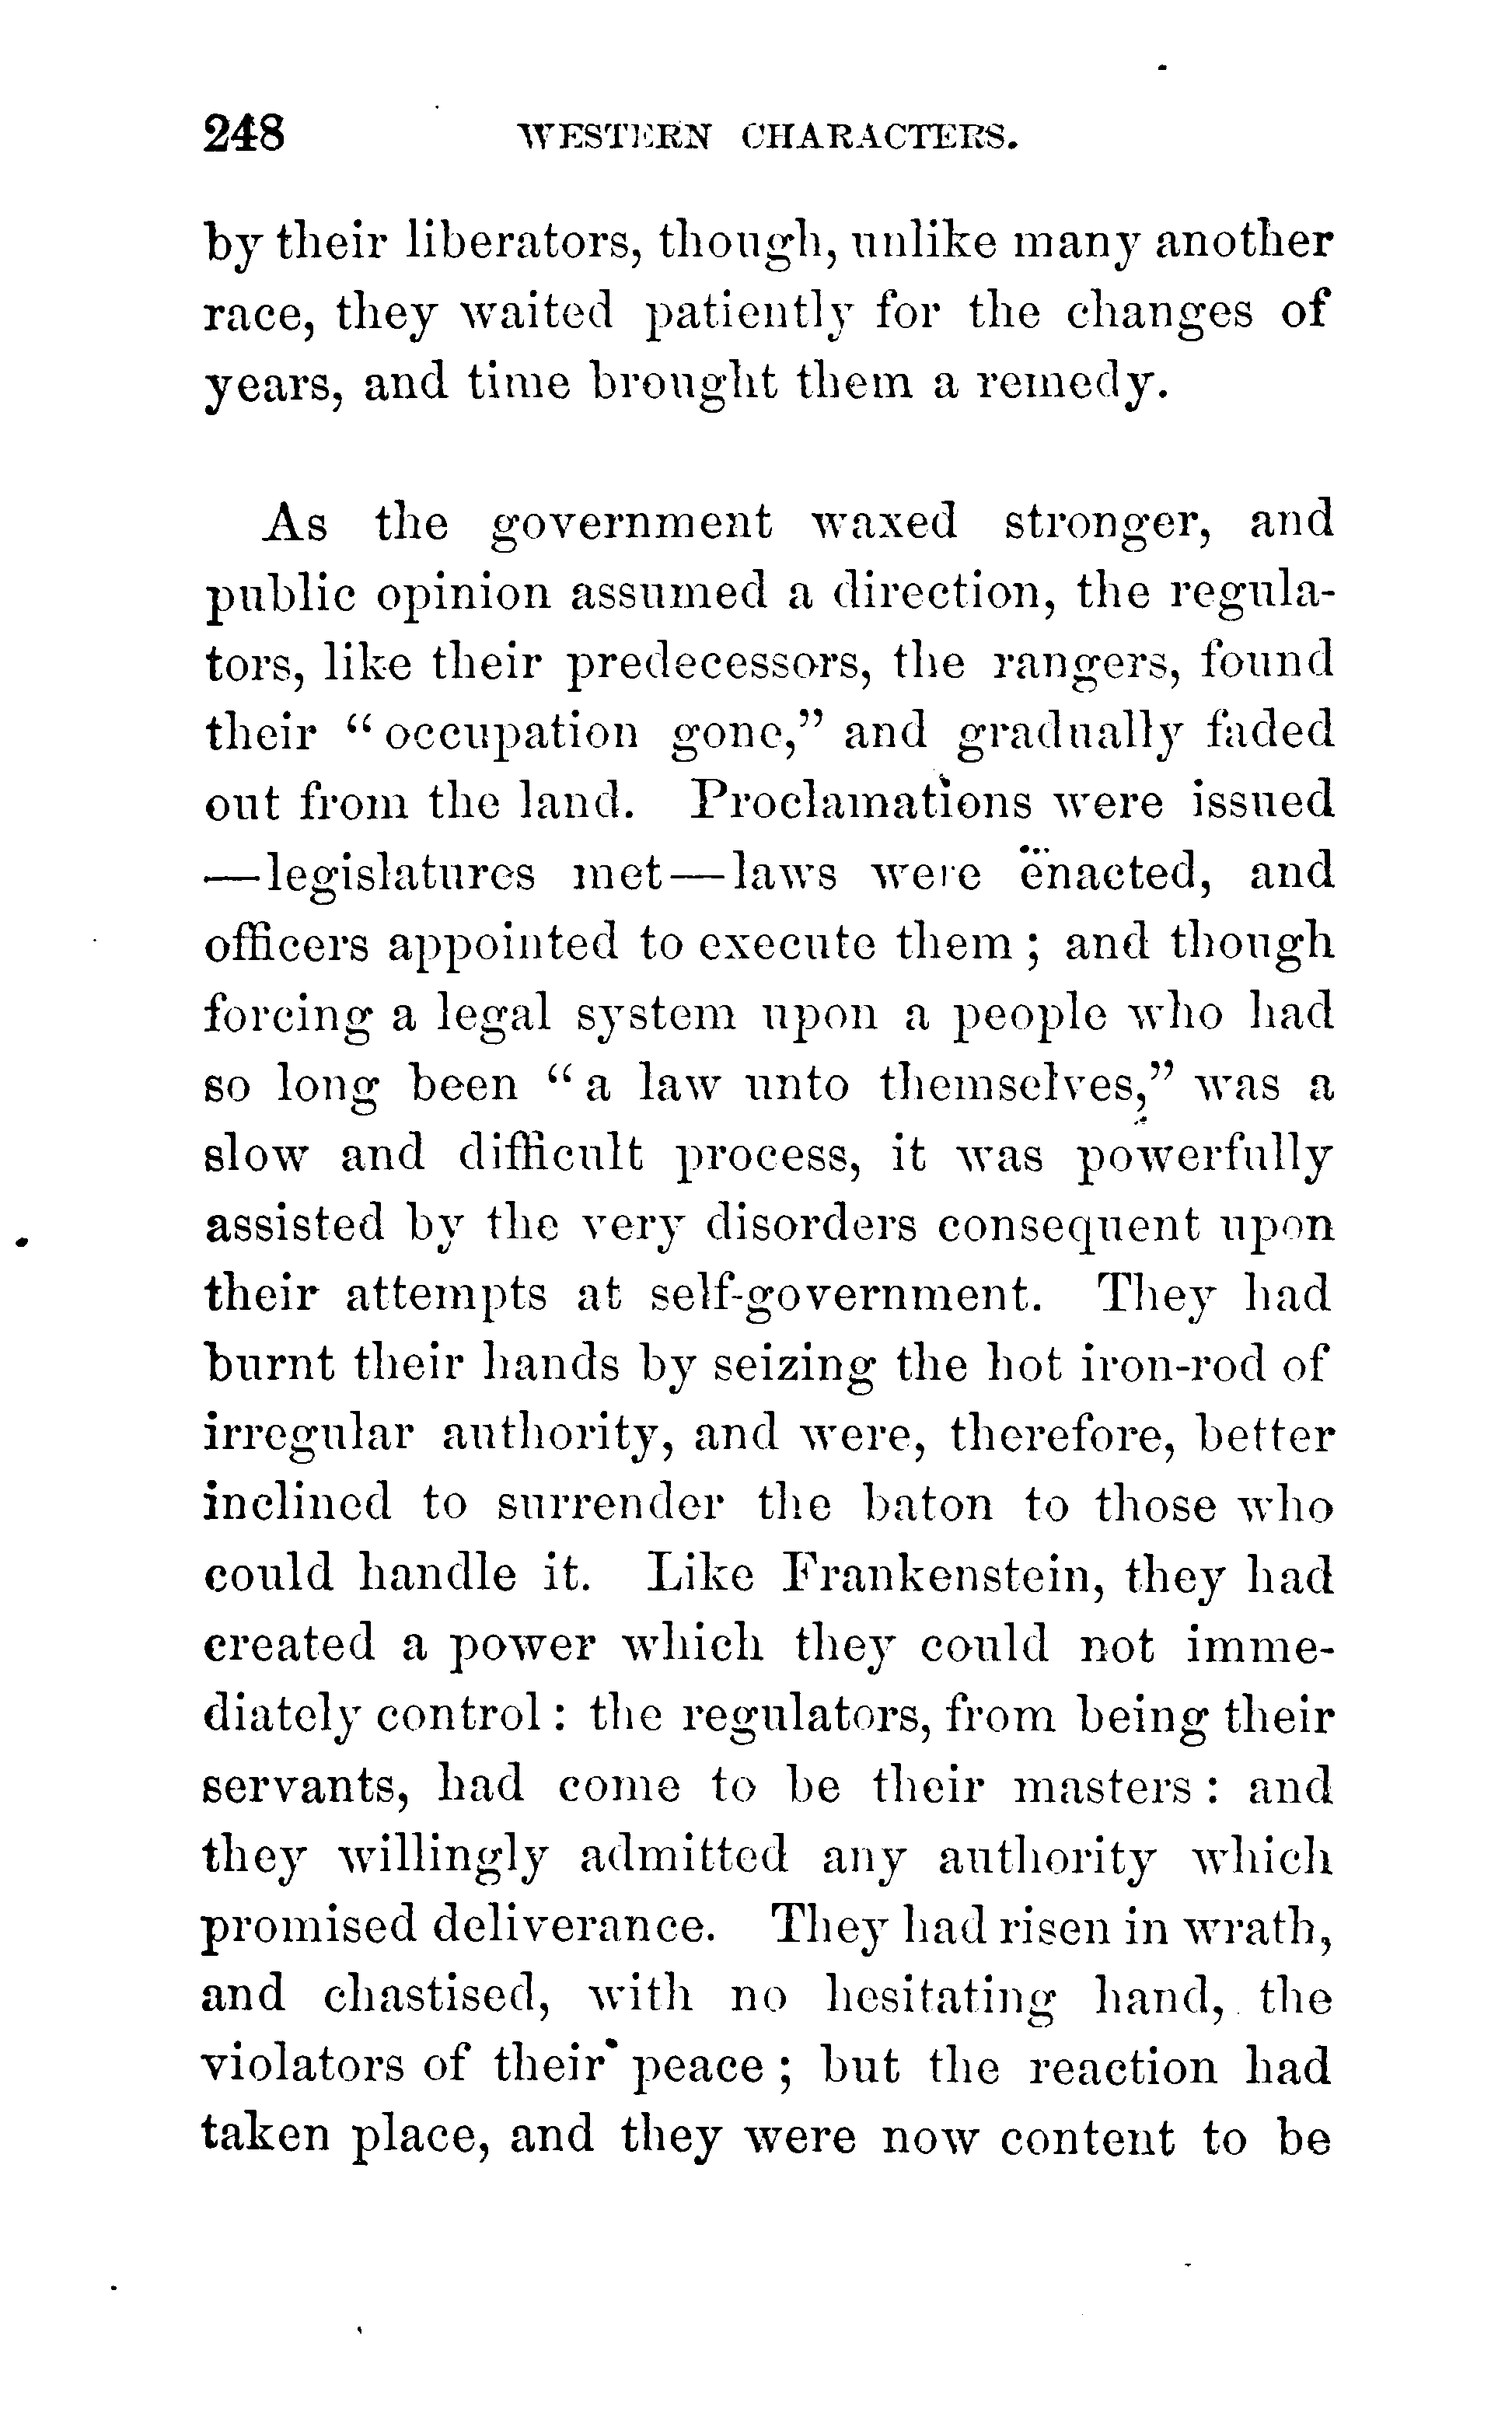 248 WESTERN CHARACTERS.
by their liberators, though, unlike many another
race, they waited patiently for the changes of
years, and time brought them a remedy.
As the government waxed stronger, and
public opinion assumed a direction, the regula-
tors, like their predecessors, the rangers, found
their "occupation gone," and gradually faded
out from the land. Proclamations were issued
—legislatures met—laws were enacted, and
officers appointed to execute them; and though
forcing a legal system upon a people who had
so long been "a law unto themselves," was a
slow and difficult process, it was powerfully
assisted by the very disorders consequent upon
their attempts at self-government. They had
burnt their hands by seizing the hot iron-rod of
irregular authority, and were, therefore, better
inclined to surrender the baton to those who
could handle it. Like Frankenstein, they had
created a power which they could not imme-
diately control: the regulators, from being their
servants, had come to be their masters: and
they willingly admitted any authority which
promised deliverance. They had risen in wrath,
and chastised, with no hesitating hand, the
violators of their peace; but the reaction had
taken place, and they were now content to be